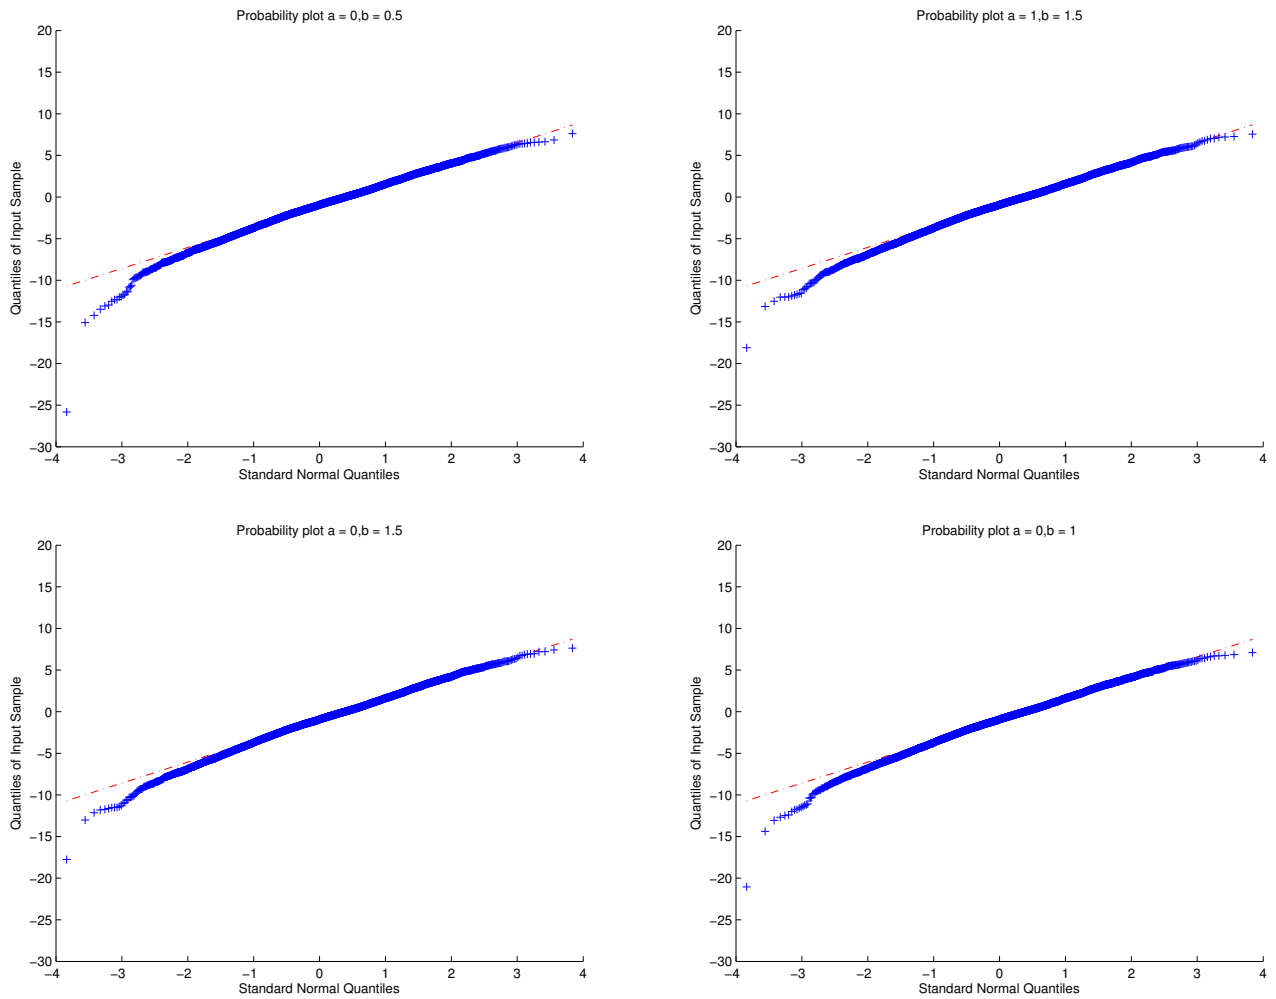 Probability plot a = 0,b = 0.5
20
15
10
5
0
−5
−10
−15
−20
−25
−30
Quantiles of Input Sample
−4 −3 −2 −1 0 1 2 3 4
Standard Normal Quantiles
Probability plot a = 1,b = 1.5
20
15
10
5
0
−5
−10
−15
−20
−25
−30
Quantiles of Input Sample
−4 −3 −2 −1 0 1 2 3 4
Standard Normal Quantiles
Probability plot a = 0,b = 1.5
20
15
10
5
0
−5
−10
−15
−20
−25
−30
Quantiles of Input Sample
−4 −3 −2 −1 0 1 2 3 4
Standard Normal Quantiles
Probability plot a = 0,b = 1
20
15
10
5
0
−5
−10
−15
−20
−25
−30
Quantiles of Input Sample
−4 −3 −2 −1 0 1 2 3 4
Standard Normal Quantiles